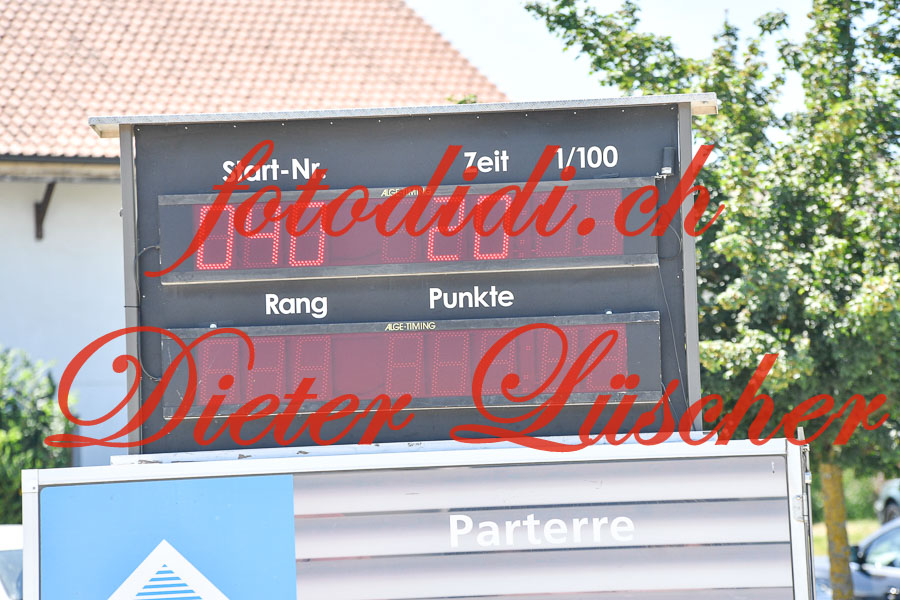 Start-Nr. Zeit 1/100
ALGE-TIMING
fotodidi.ch
Rang Punkte
ALGE-TIMING
Dieter Lüscher
Parterre